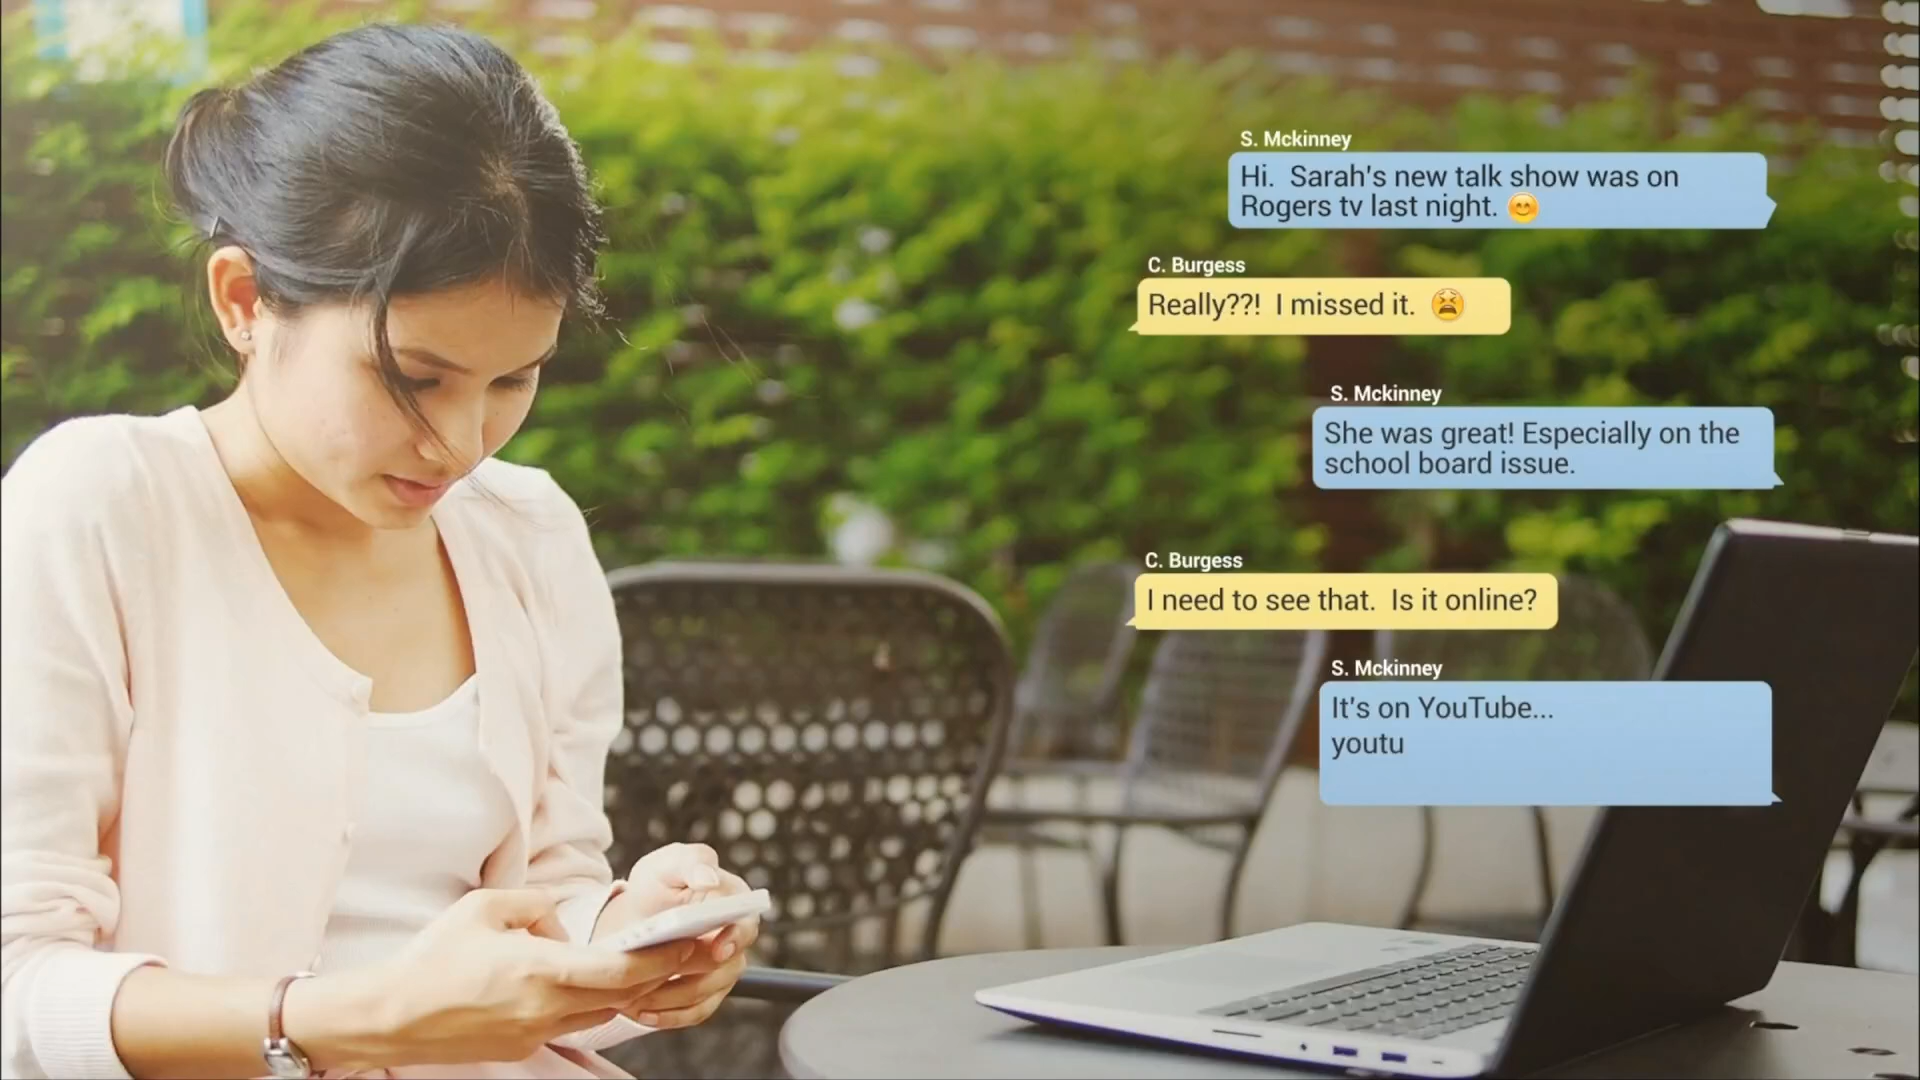 S. Mckinney
Hi.  Sarah's new talk show was on
Rogers tv last night. 😊
C. Burgess
Really??!  I missed it. 😫
S. Mckinney
She was great! Especially on the
school board issue.
C. Burgess
I need to see that.  Is it online?
S. Mckinney
It's on YouTube...
youtu